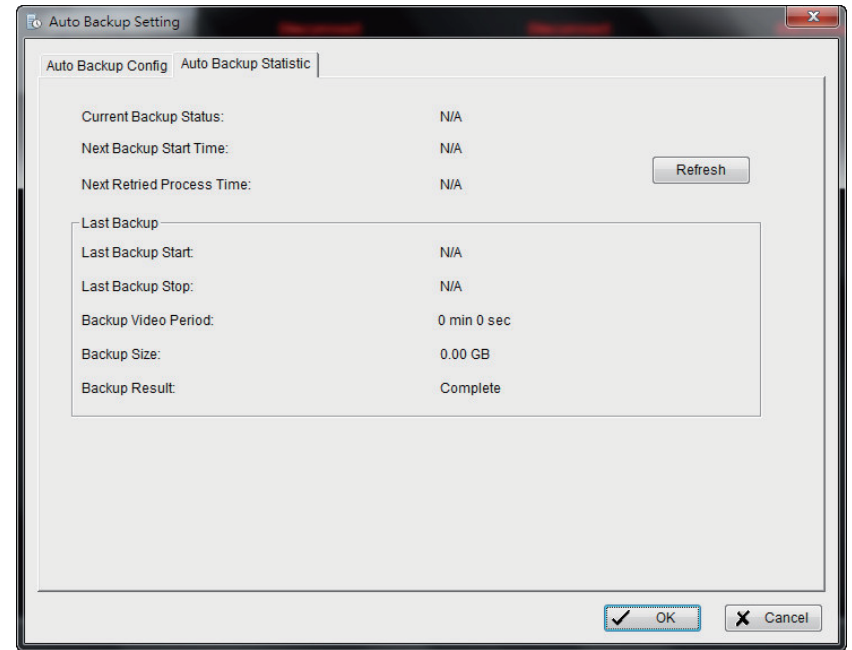 Auto Backup Setting
Auto Backup Config Auto Backup Statistic
Current Backup Status: N/A
Next Backup Start Time: N/A
Refresh
Next Retried Process Time: N/A
Last Backup
Last Backup Start: N/A
Last Backup Stop: N/A
Backup Video Period: 0 min 0 sec
Backup Size: 0.00 GB
Backup Result: Complete
OK Cancel